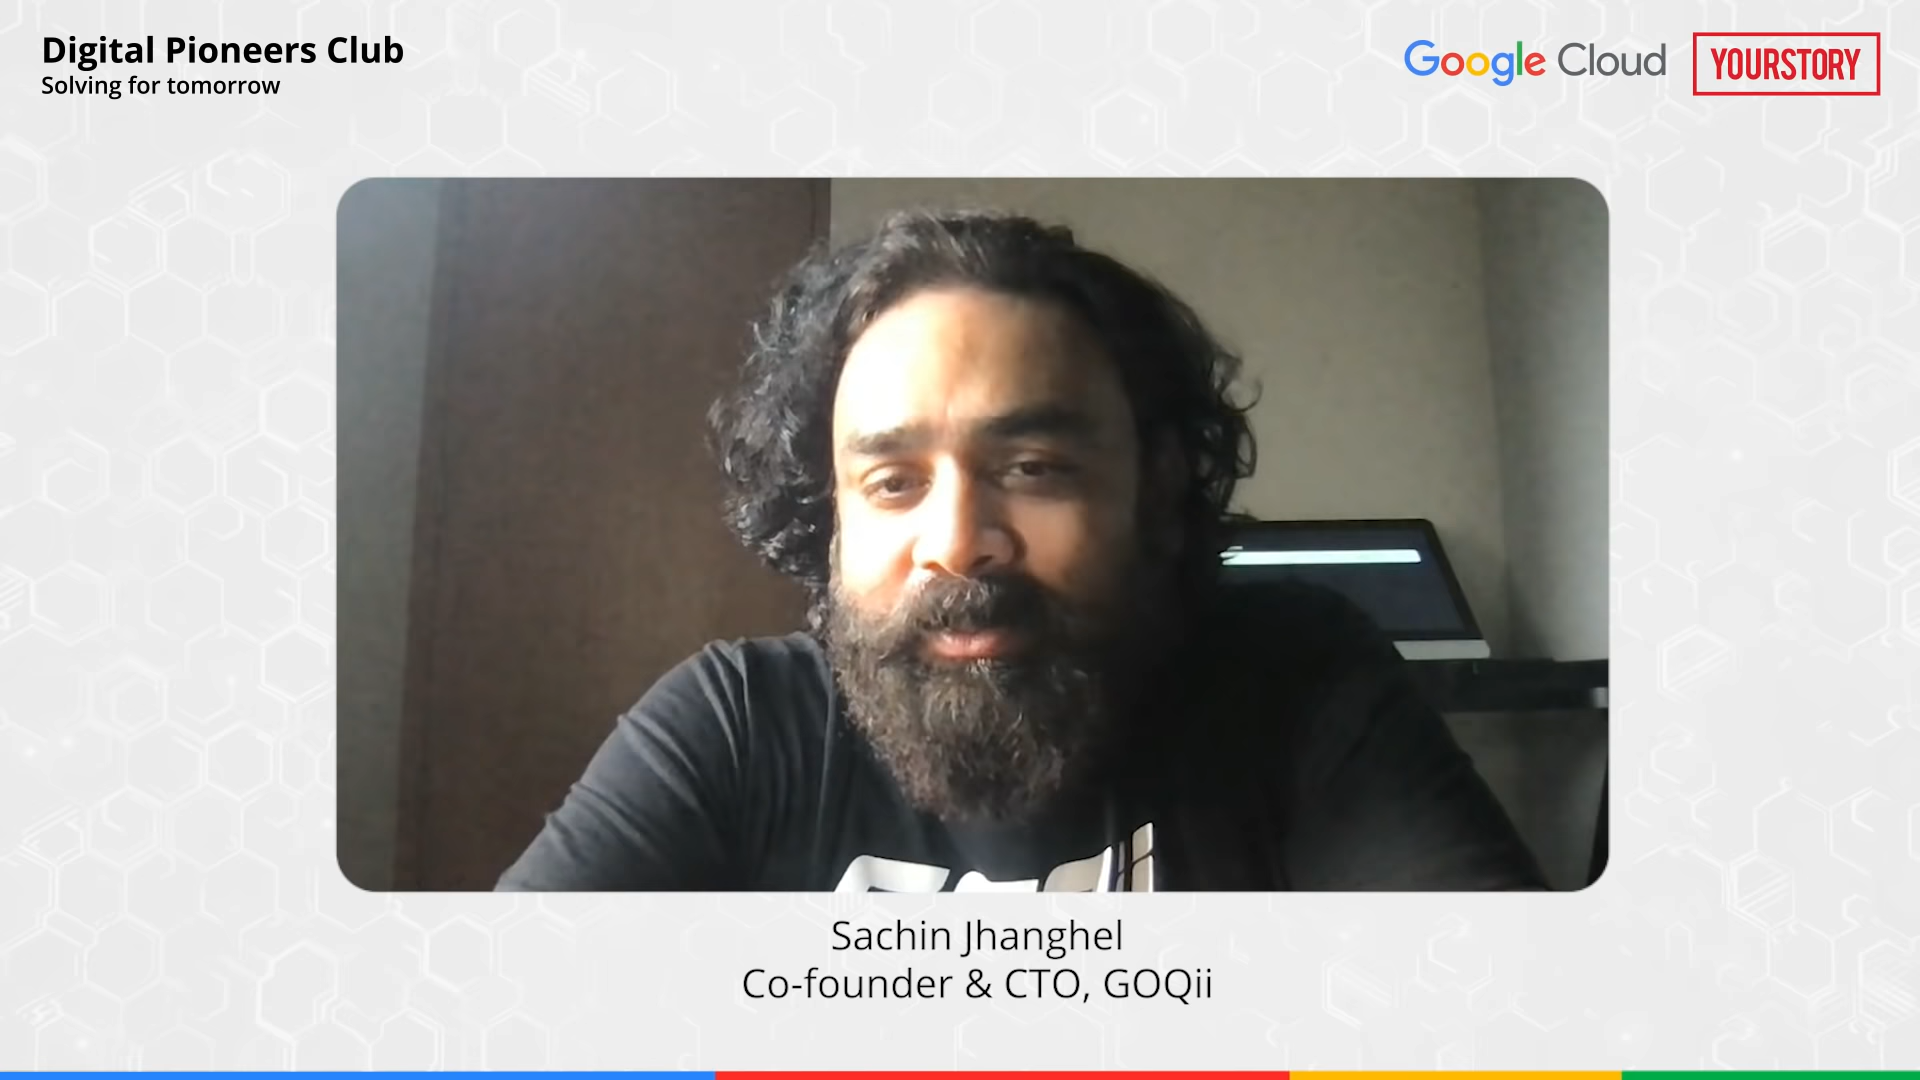 Digital Pioneers Club
Solving for tomorrow
Google Cloud
YOURSTORY
Sachin Jhanghel
Co-founder & CTO, GOQii